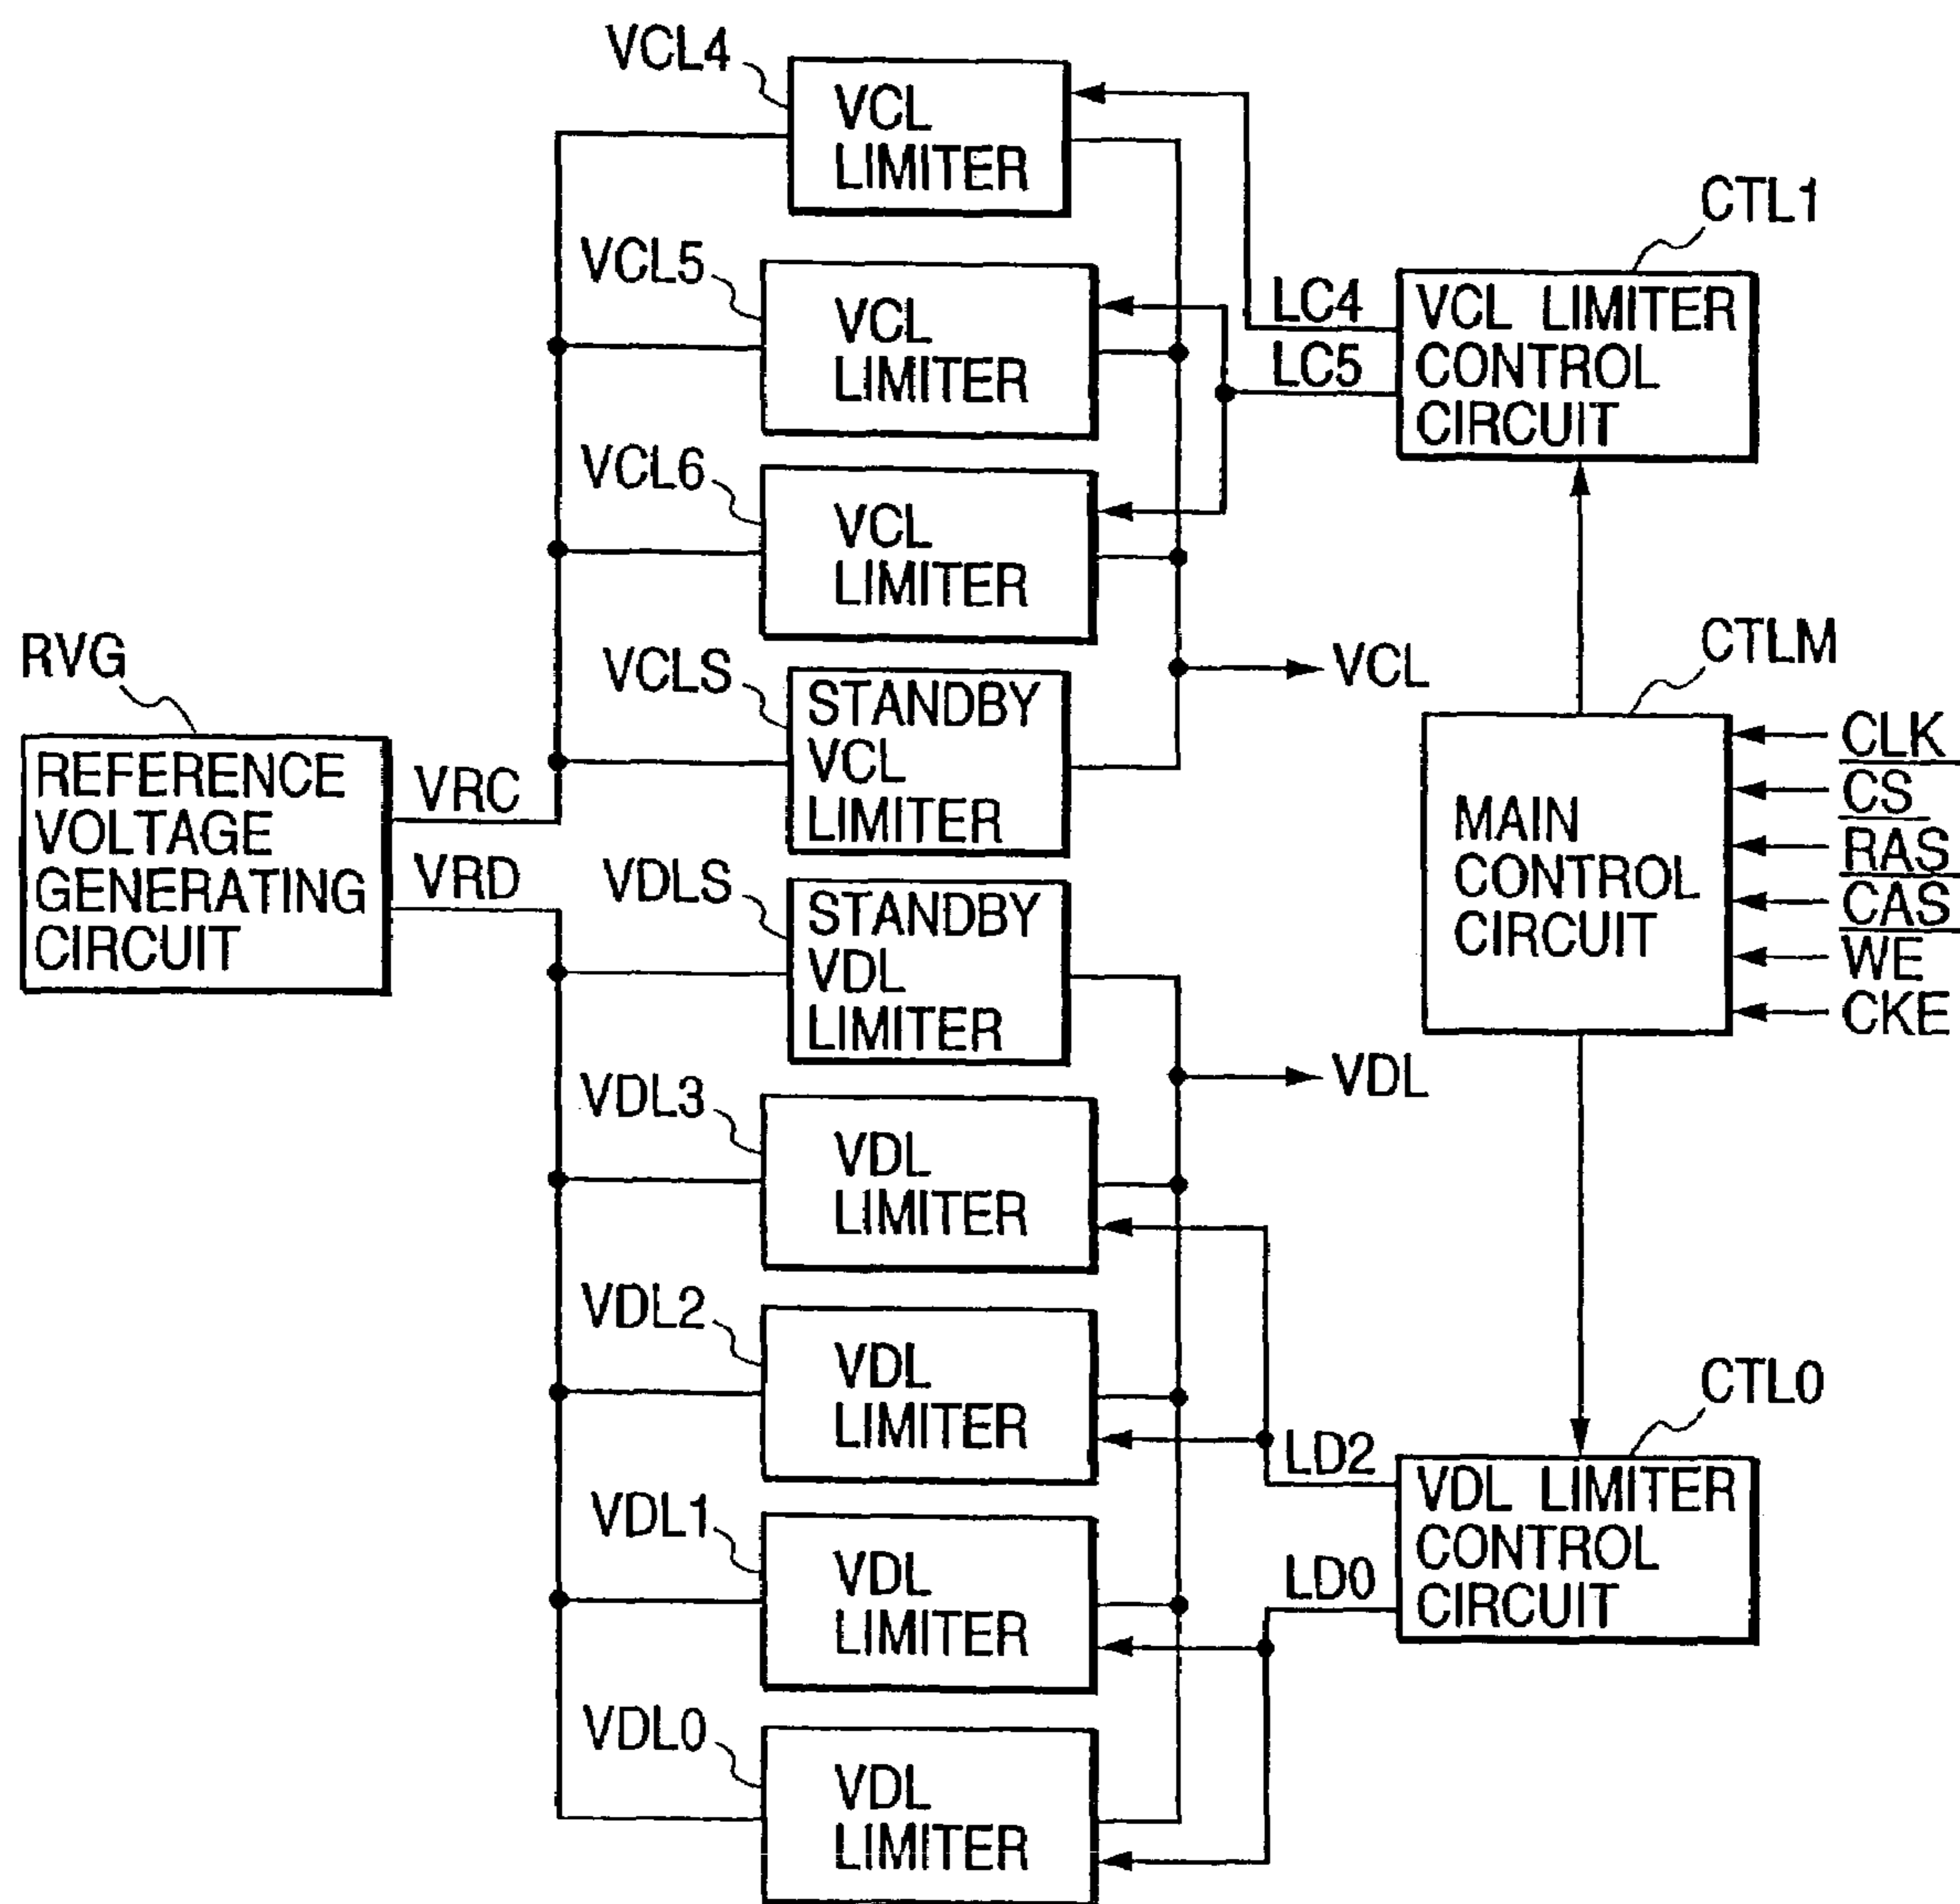 VCL4
VCL
LIMITER
VCL5
VCL
LIMITER
VCL6
VCL
LIMITER
VCLS
STANDBY
VCL
LIMITER
VCL
LC4
LC5
CTL1
VCL LIMITER
CONTROL
CIRCUIT
RVG
REFERENCE
VOLTAGE
GENERATING
CIRCUIT
VRC
VRD
CTLM
MAIN
CONTROL
CIRCUIT
CLK
CS
RAS
CAS
WE
CKE
VDLS
STANDBY
VDL
LIMITER
VDL
VDL3
VDL
LIMITER
VDL2
VDL
LIMITER
VDL1
VDL
LIMITER
VDL0
VDL
LIMITER
LD2
LD0
CTL0
VDL LIMITER
CONTROL
CIRCUIT